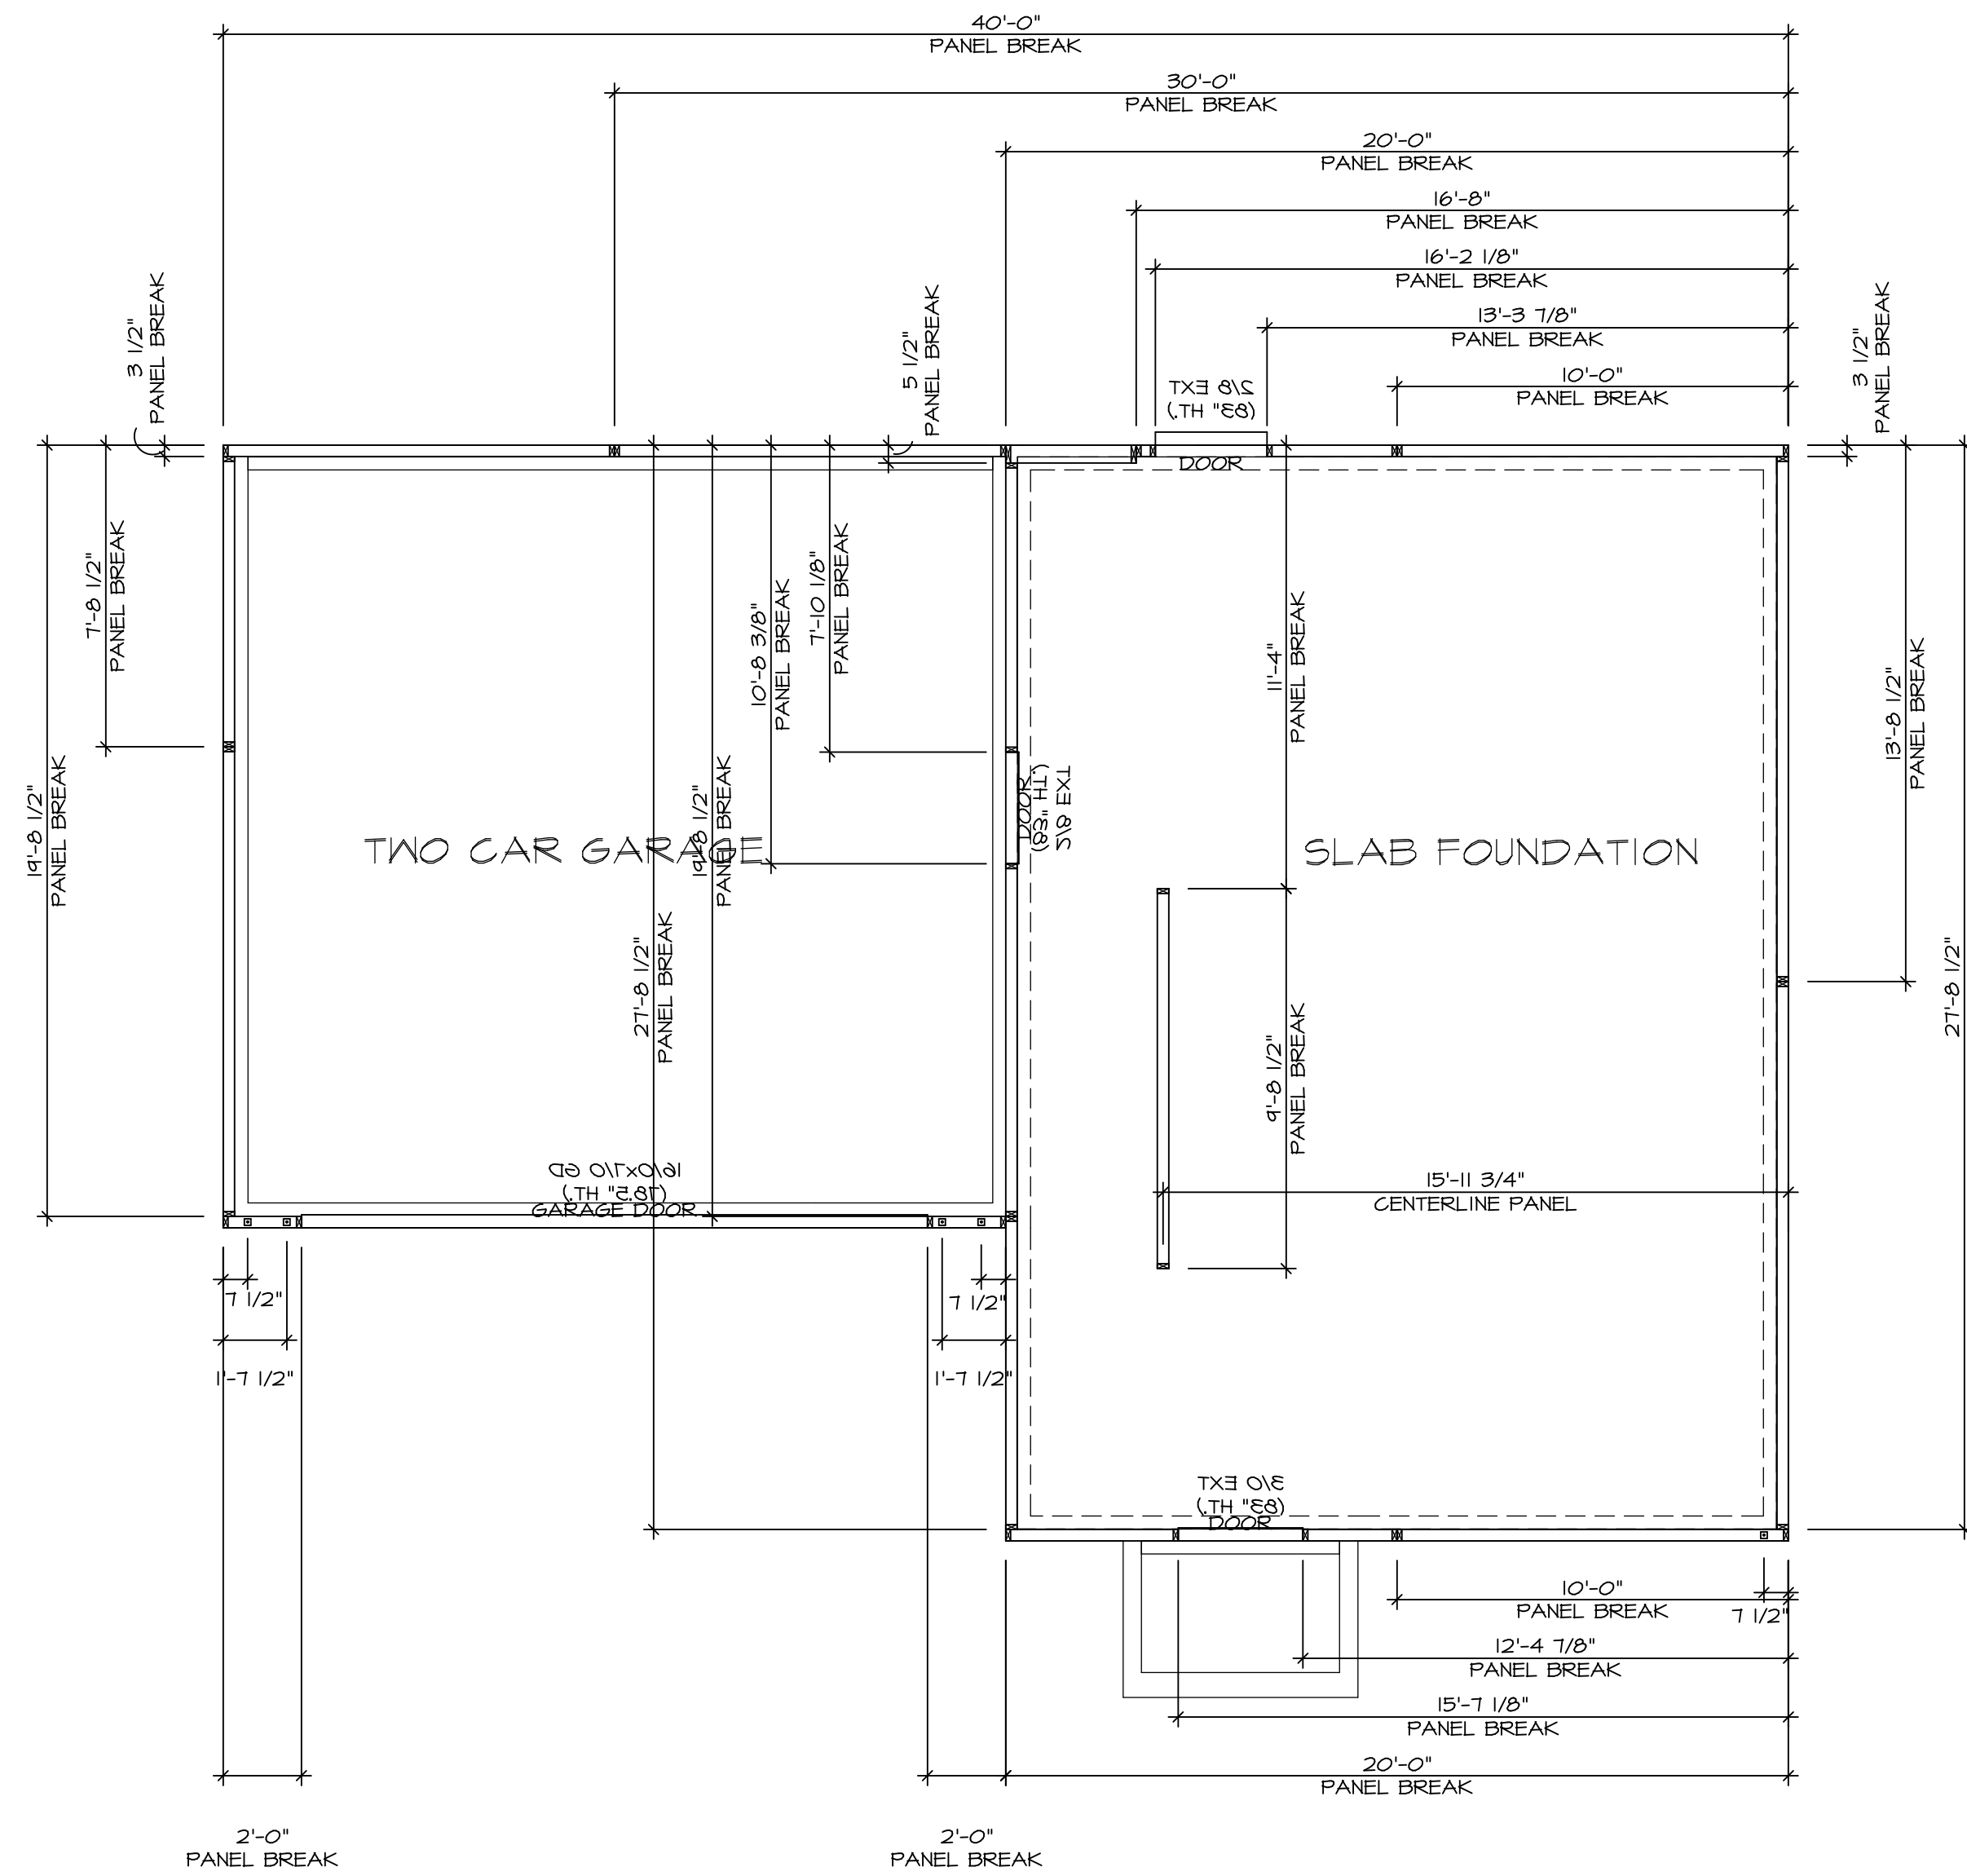 40'-0"
PANEL BREAK
30'-0"
PANEL BREAK
20'-0"
PANEL BREAK
16'-8"
PANEL BREAK
16'-2 1/8"
PANEL BREAK
13'-3 7/8"
PANEL BREAK
10'-0"
PANEL BREAK
3 1/2"
PANEL BREAK
5 1/2"
PANEL BREAK
3 1/2"
PANEL BREAK
2\8 EXT
(83" HT.)
DOOR
7'-8 1/2"
PANEL BREAK
19'-8 1/2"
PANEL BREAK
10'-8 3/8"
PANEL BREAK
7'-10 1/8"
PANEL BREAK
19'-8 1/2"
PANEL BREAK
27'-8 1/2"
PANEL BREAK
DOOR
(83" HT.)
2\8 EXT
11'-4"
PANEL BREAK
13'-8 1/2"
PANEL BREAK
27'-8 1/2"
TWO CAR GARAGE
SLAB FOUNDATION
9'-8 1/2"
PANEL BREAK
15'-11 3/4"
CENTERLINE PANEL
16\0x7\0 GD
(78.5" HT.)
GARAGE DOOR
7 1/2"
7 1/2"
1'-7 1/2"
1'-7 1/2"
3\0 EXT
(83" HT.)
DOOR
10'-0"
PANEL BREAK
7 1/2"
12'-4 7/8"
PANEL BREAK
15'-7 1/8"
PANEL BREAK
20'-0"
PANEL BREAK
2'-0"
PANEL BREAK
2'-0"
PANEL BREAK